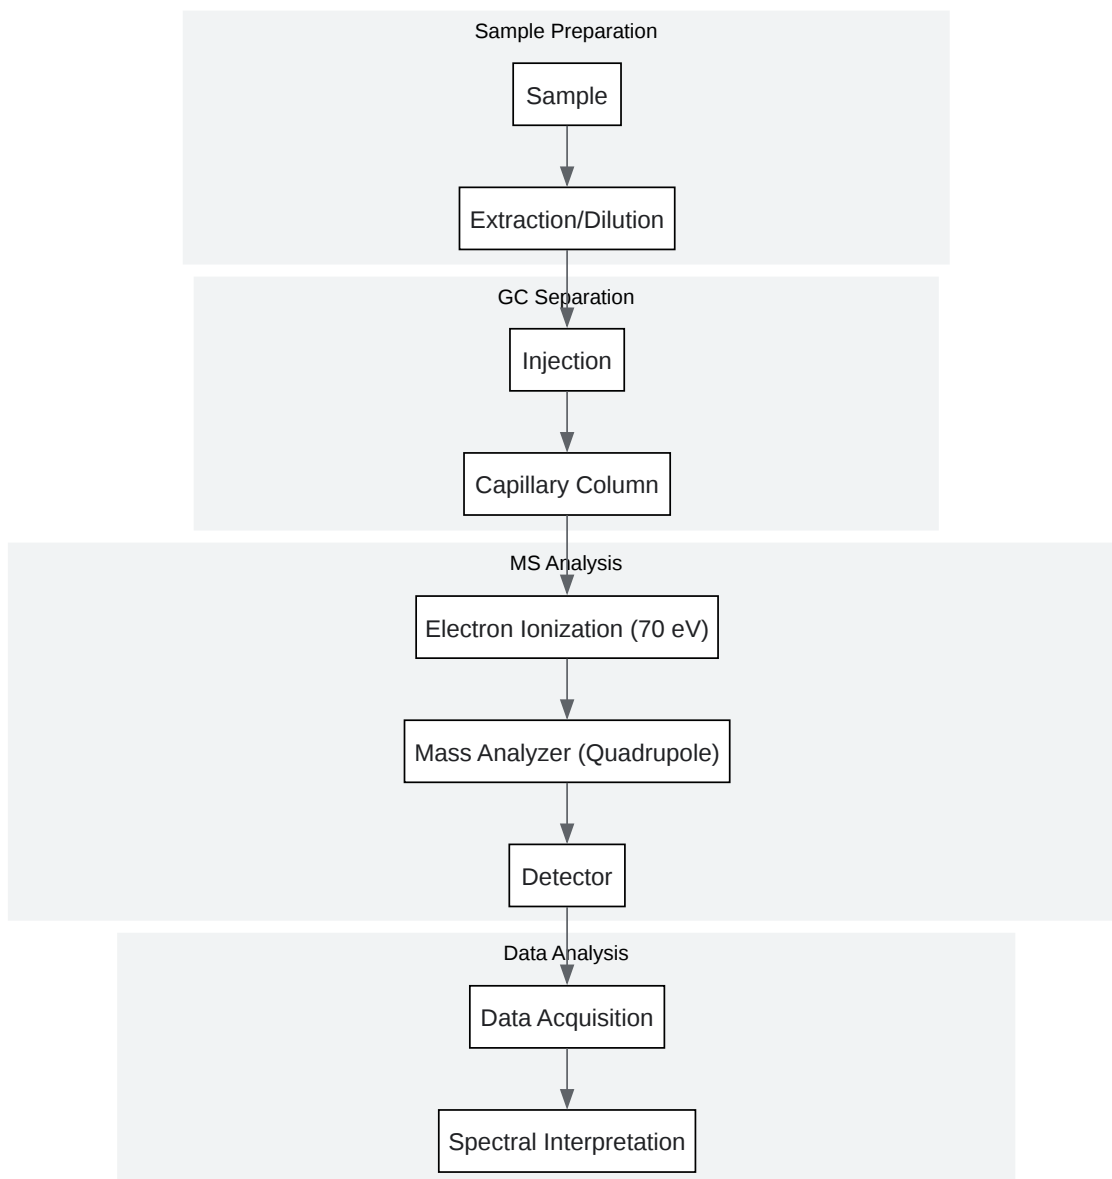 Sample Preparation
Sample
Extraction/Dilution
GC Separation
Injection
Capillary Column
MS Analysis
Electron Ionization (70 eV)
Mass Analyzer (Quadrupole)
Detector
Data Analysis
Data Acquisition
Spectral Interpretation